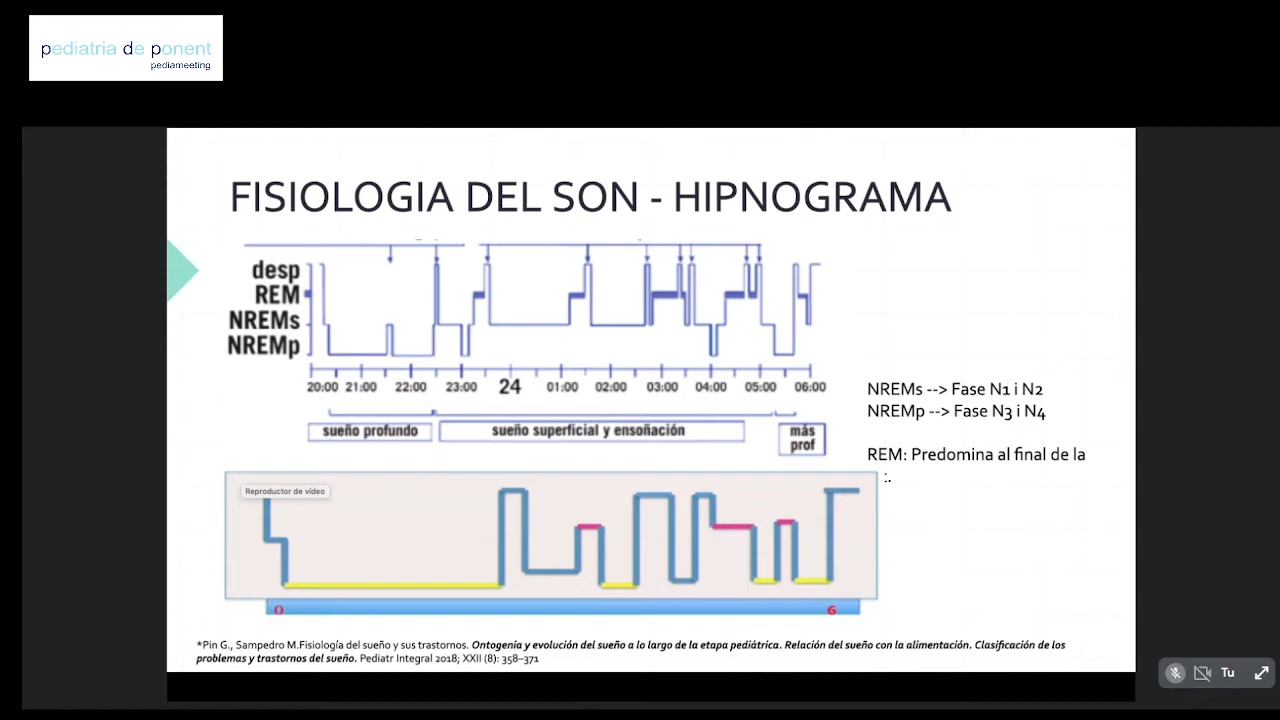 pediatria de ponent
pediameeting
FISIOLOGIA DEL SON - HIPNOGRAMA
desp
REM
NREMs
NREMp
20:00 21:00 22:00 23:00 24 01:00 02:00 03:00 04:00 05:00 06:00
sueño profundo
sueño superficial y ensoñación
más
prof
NREMs --> Fase N1 i N2
NREMp --> Fase N3 i N4
REM: Predomina al final de la
:.
Reproductor de vídeo
0 6
*Pin G., Sampedro M.Fisiología del sueño y sus trastornos. Ontogenia y evolución del sueño a lo largo de la etapa pediátrica. Relación del sueño con la alimentación. Clasificación de los
problemas y trastornos del sueño. Pediatr Integral 2018; XXII (8): 358–371
Tu